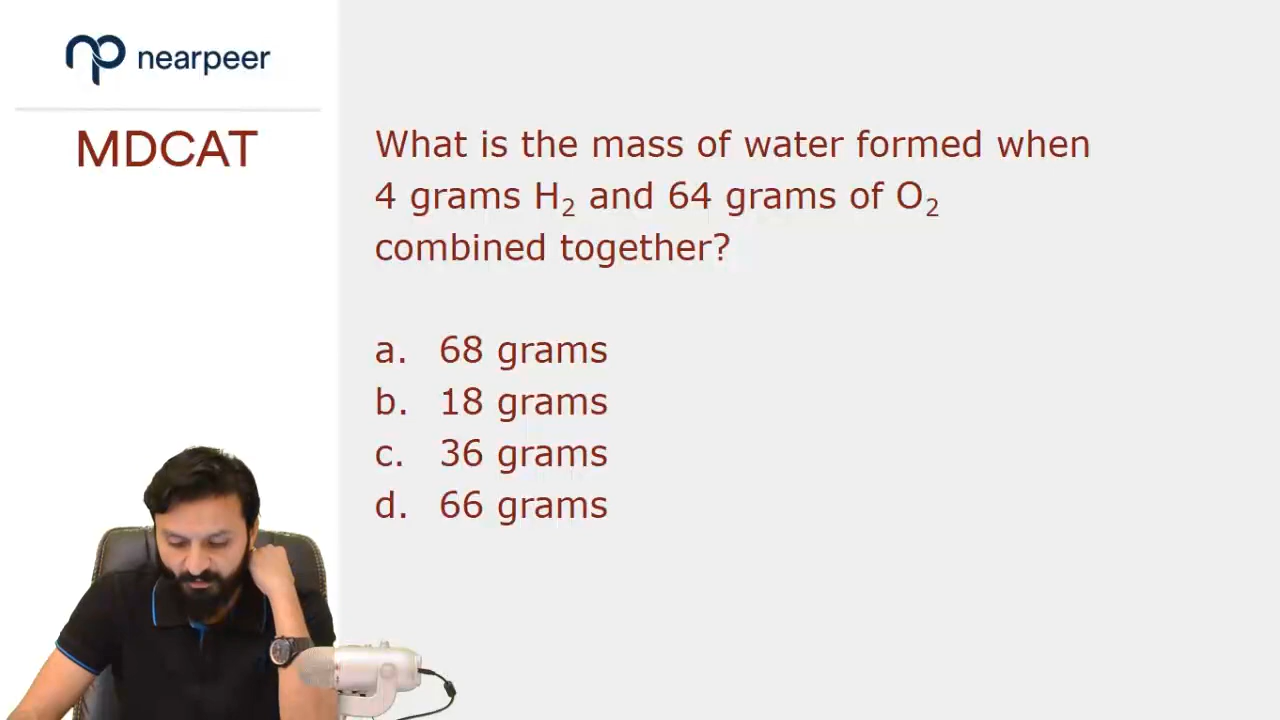 nearpeer
MDCAT
What is the mass of water formed when
4 grams H₂ and 64 grams of O₂
combined together?
a. 68 grams
b. 18 grams
c. 36 grams
d. 66 grams